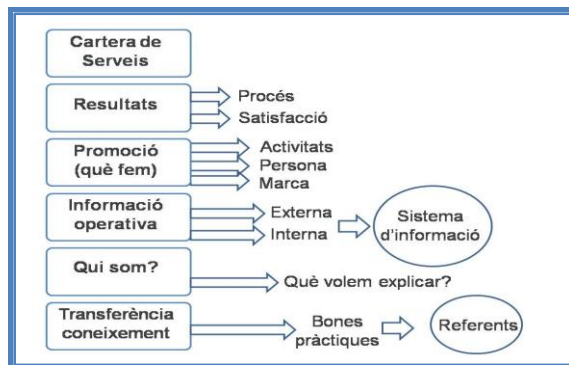 Cartera de
Serveis
Resultats
Procés
Satisfacció
Promoció
(què fem)
Activitats
Persona
Marca
Informació
operativa
Externa
Interna
Sistema
d'informació
Qui som?
Què volem explicar?
Transferència
coneixement
Bones
pràctiques
Referents